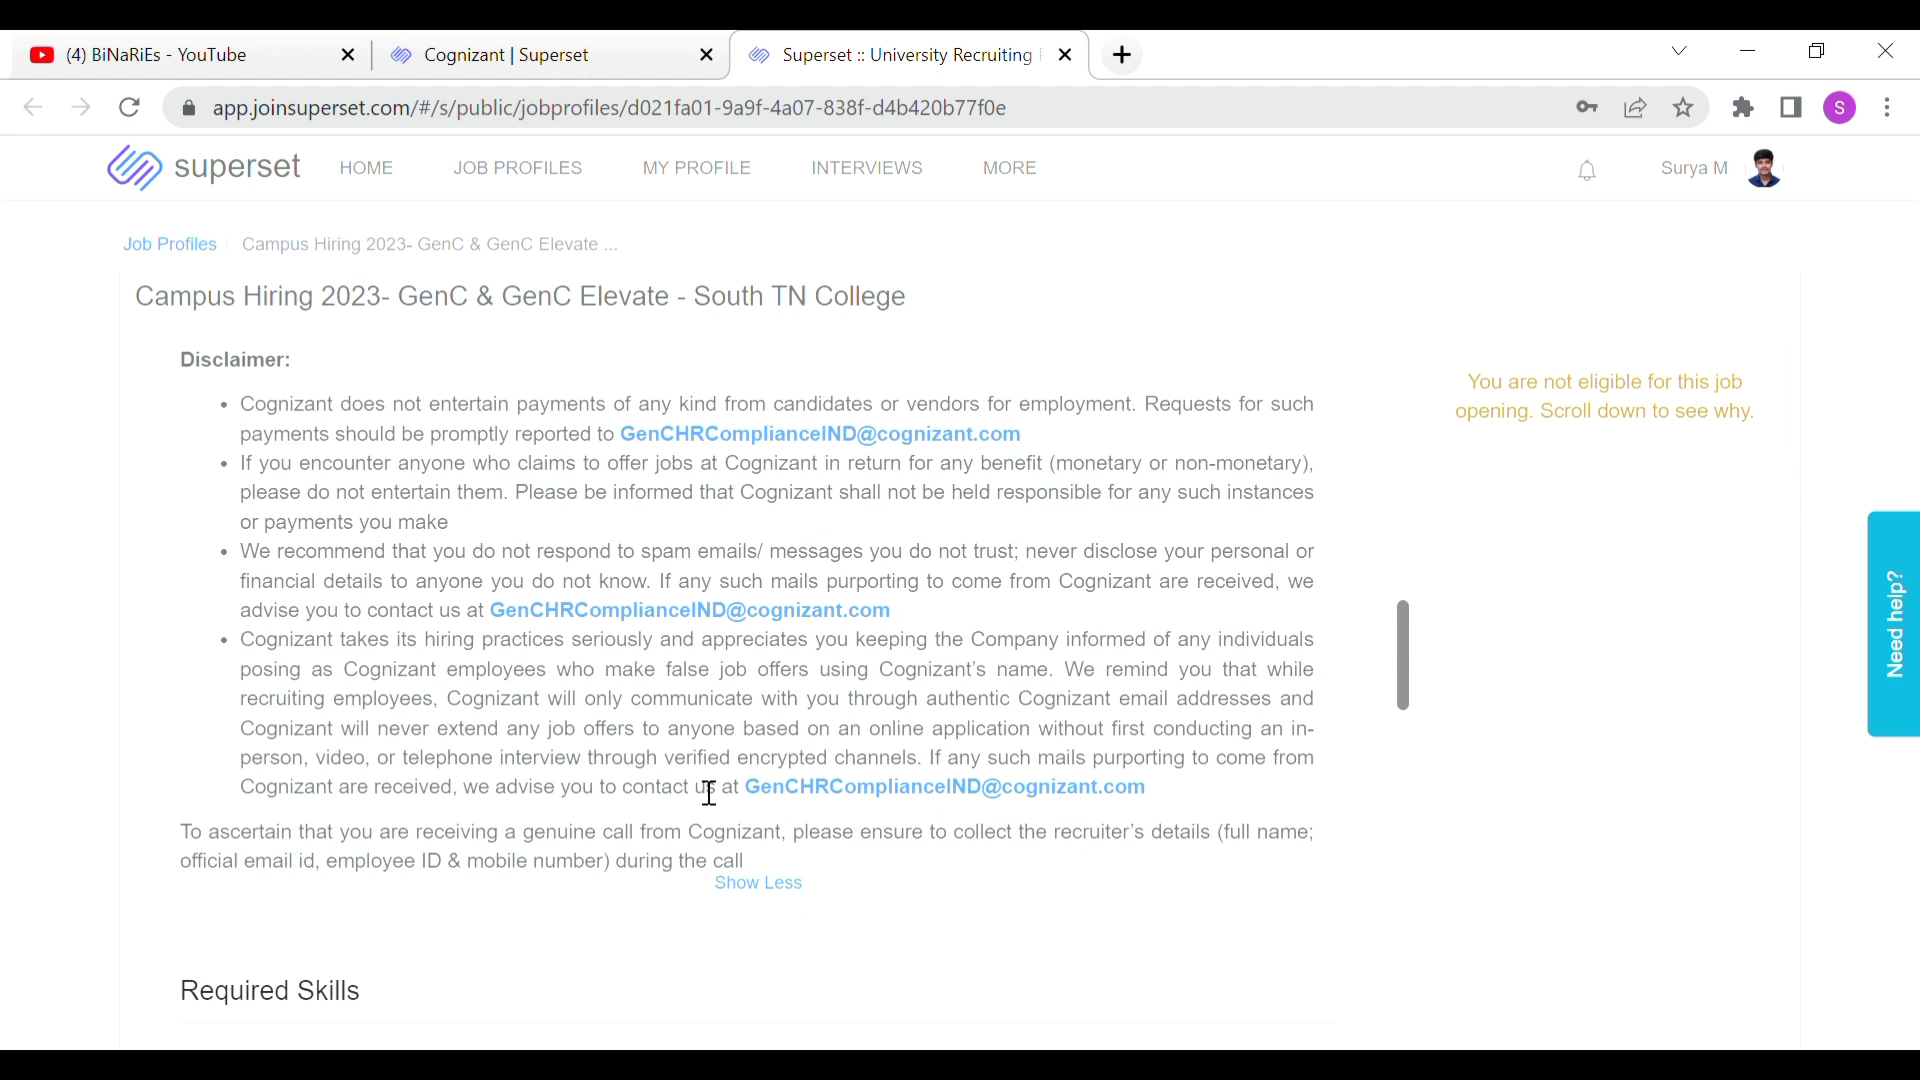 (4) BiNaRiEs - YouTube
Cognizant | Superset
Superset :: University Recruiting
app.joinsuperset.com/#/s/public/jobprofiles/d021fa01-9a9f-4a07-838f-d4b420b77f0e
S
superset
HOME
JOB PROFILES
MY PROFILE
INTERVIEWS
MORE
Surya M
Job Profiles / Campus Hiring 2023- GenC & GenC Elevate ...
Campus Hiring 2023- GenC & GenC Elevate - South TN College
Disclaimer:
• Cognizant does not entertain payments of any kind from candidates or vendors for employment. Requests for such
payments should be promptly reported to GenCHRComplianceIND@cognizant.com
• If you encounter anyone who claims to offer jobs at Cognizant in return for any benefit (monetary or non-monetary),
please do not entertain them. Please be informed that Cognizant shall not be held responsible for any such instances
or payments you make
• We recommend that you do not respond to spam emails/ messages you do not trust; never disclose your personal or
financial details to anyone you do not know. If any such mails purporting to come from Cognizant are received, we
advise you to contact us at GenCHRComplianceIND@cognizant.com
• Cognizant takes its hiring practices seriously and appreciates you keeping the Company informed of any individuals
posing as Cognizant employees who make false job offers using Cognizant's name. We remind you that while
recruiting employees, Cognizant will only communicate with you through authentic Cognizant email addresses and
Cognizant will never extend any job offers to anyone based on an online application without first conducting an in-
person, video, or telephone interview through verified encrypted channels. If any such mails purporting to come from
Cognizant are received, we advise you to contact us at GenCHRComplianceIND@cognizant.com
To ascertain that you are receiving a genuine call from Cognizant, please ensure to collect the recruiter's details (full name;
official email id, employee ID & mobile number) during the call
Show Less
Required Skills
You are not eligible for this job
opening. Scroll down to see why.
Need help?